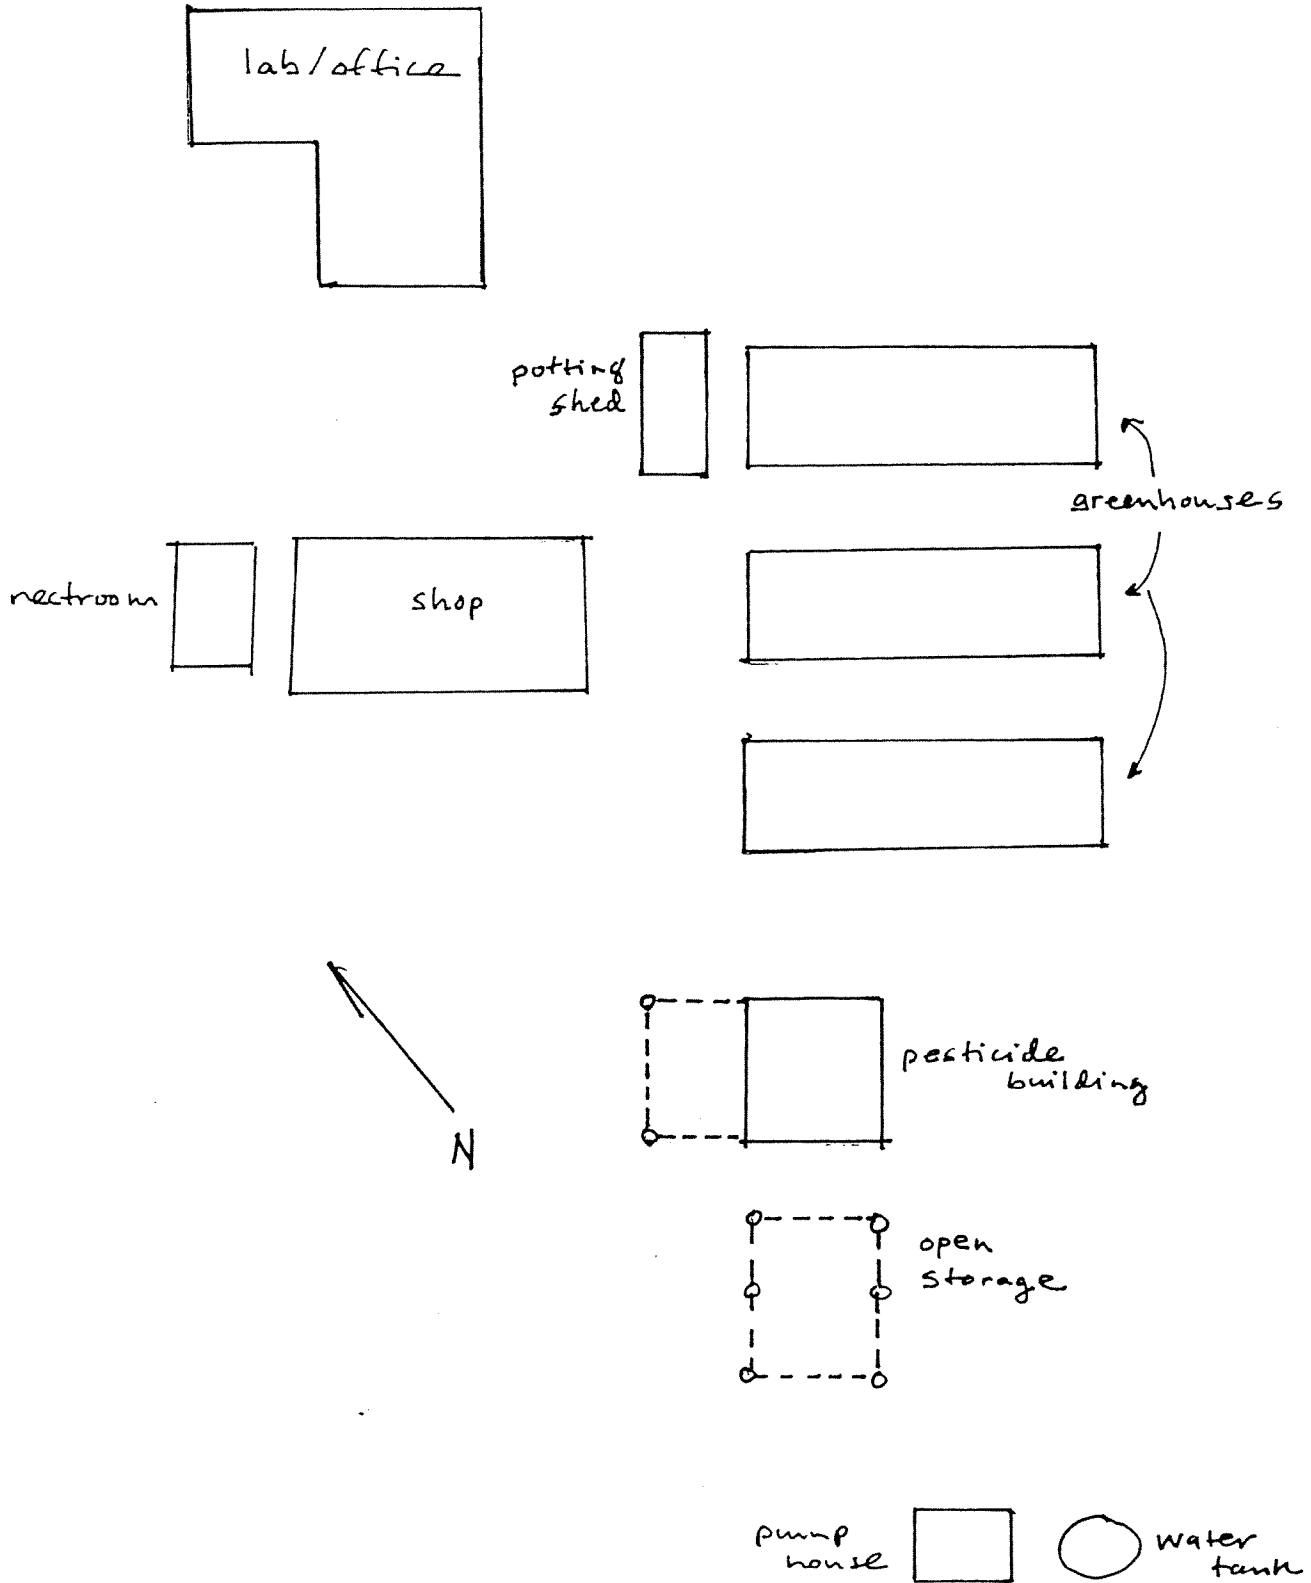 lab/office
potting
shed
greenhouses
restroom
shop
N
pesticide
building
open
storage
pump
house
water
tank